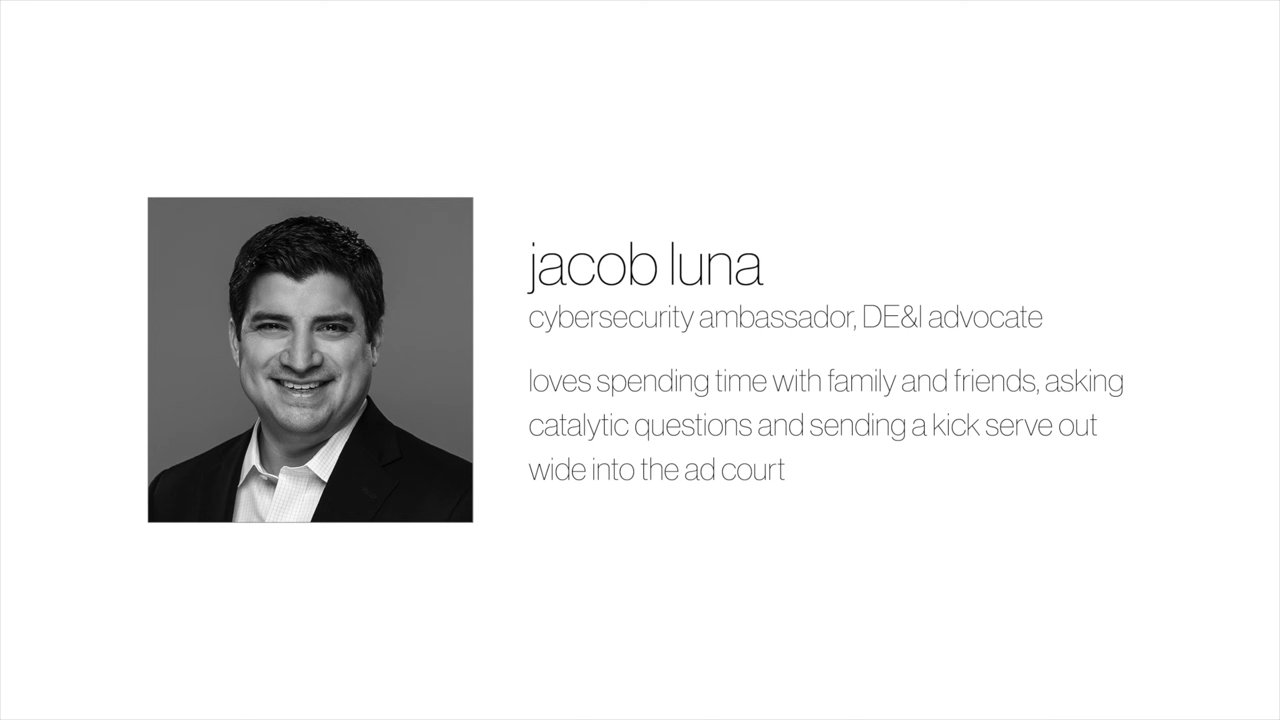 jacob luna
cybersecurity ambassador, DE&I advocate
loves spending time with family and friends, asking
catalytic questions and sending a kick serve out
wide into the ad court